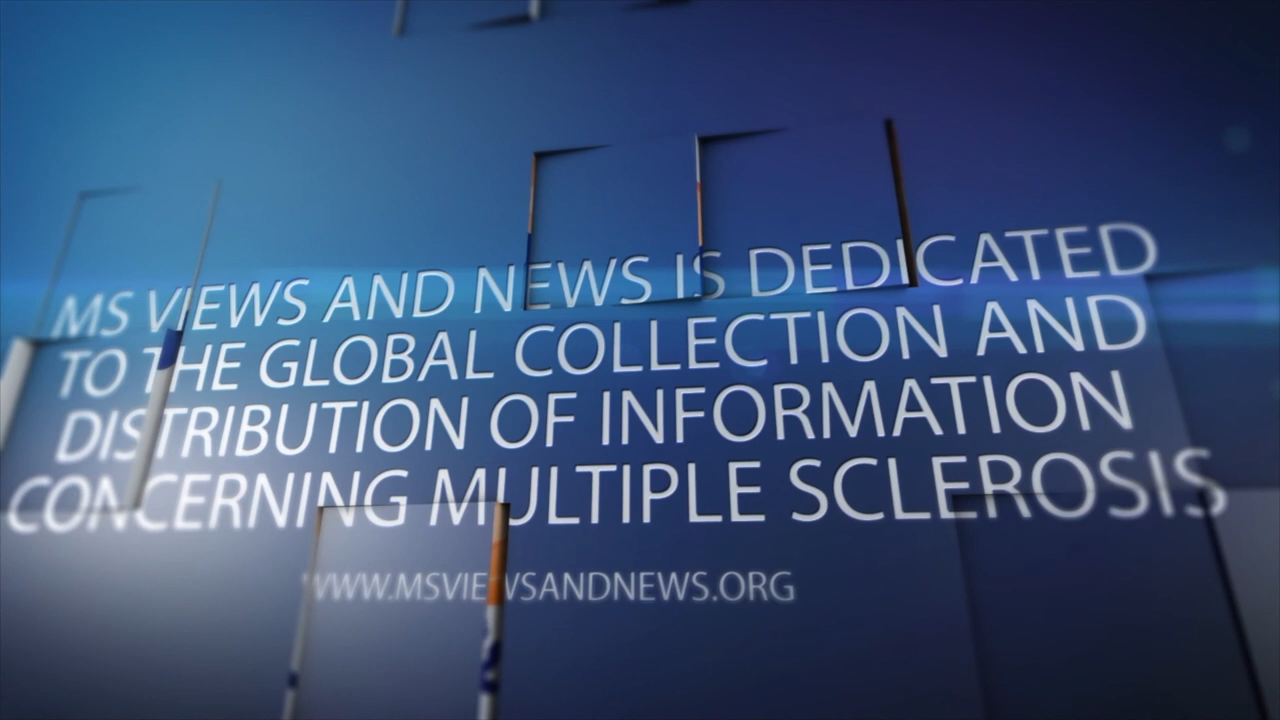 MS VIEWS AND NEWS IS DEDICATED
TO THE GLOBAL COLLECTION AND
DISTRIBUTION OF INFORMATION
CONCERNING MULTIPLE SCLEROSIS
WWW.MSVIEWSANDNEWS.ORG